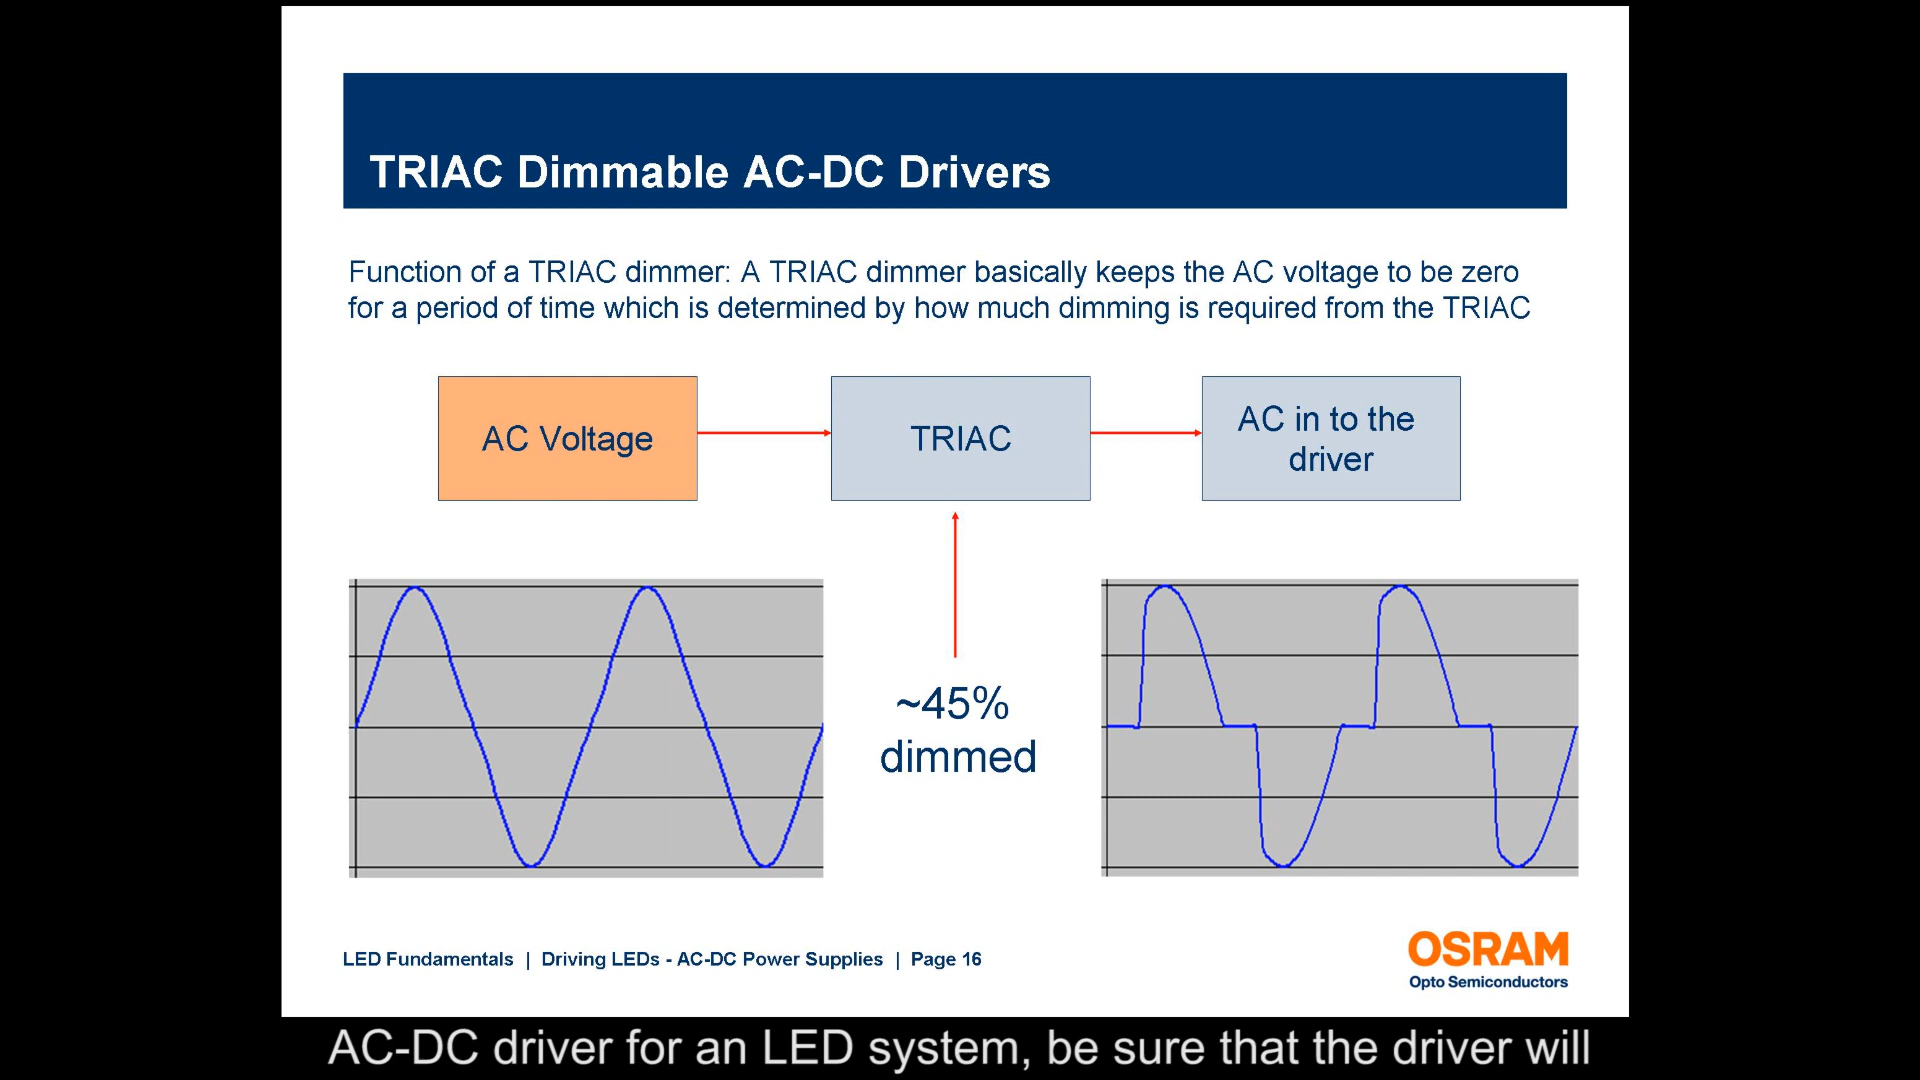 TRIAC Dimmable AC-DC Drivers
Function of a TRIAC dimmer: A TRIAC dimmer basically keeps the AC voltage to be zero
for a period of time which is determined by how much dimming is required from the TRIAC
AC Voltage
TRIAC
AC in to the
driver
~45%
dimmed
LED Fundamentals | Driving LEDs - AC-DC Power Supplies | Page 16
OSRAM
Opto Semiconductors
AC-DC driver for an LED system, be sure that the driver will